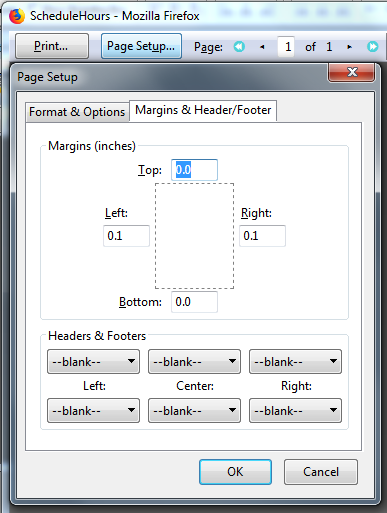 ScheduleHours - Mozilla Firefox
Print... Page Setup... Page: 1 of 1
Page Setup
Format & Options Margins & Header/Footer
Margins (inches)
Top: 0.0
Left: Right:
0.1 0.1
Bottom: 0.0
Headers & Footers
--blank-- --blank-- --blank--
Left: Center: Right:
--blank-- --blank-- --blank--
OK Cancel